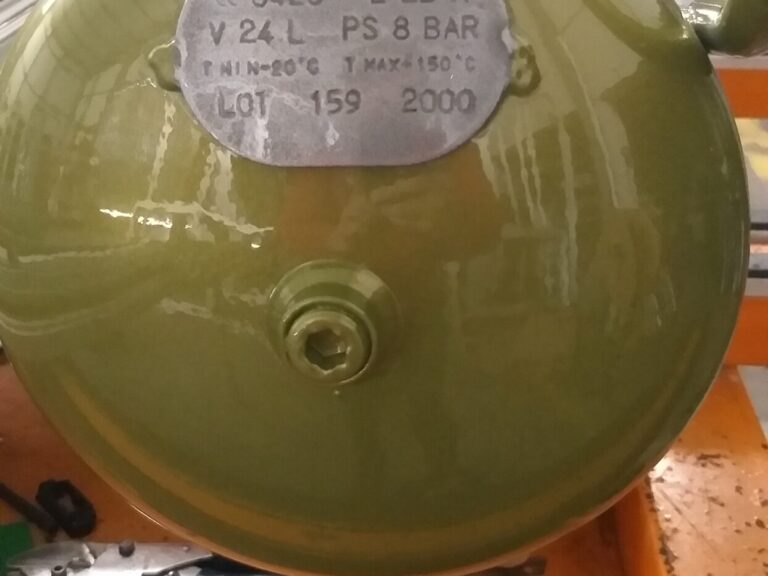 V 24 L PS 8 BAR
T MIN-20°C T MAX+150°C
LOT 159 2000